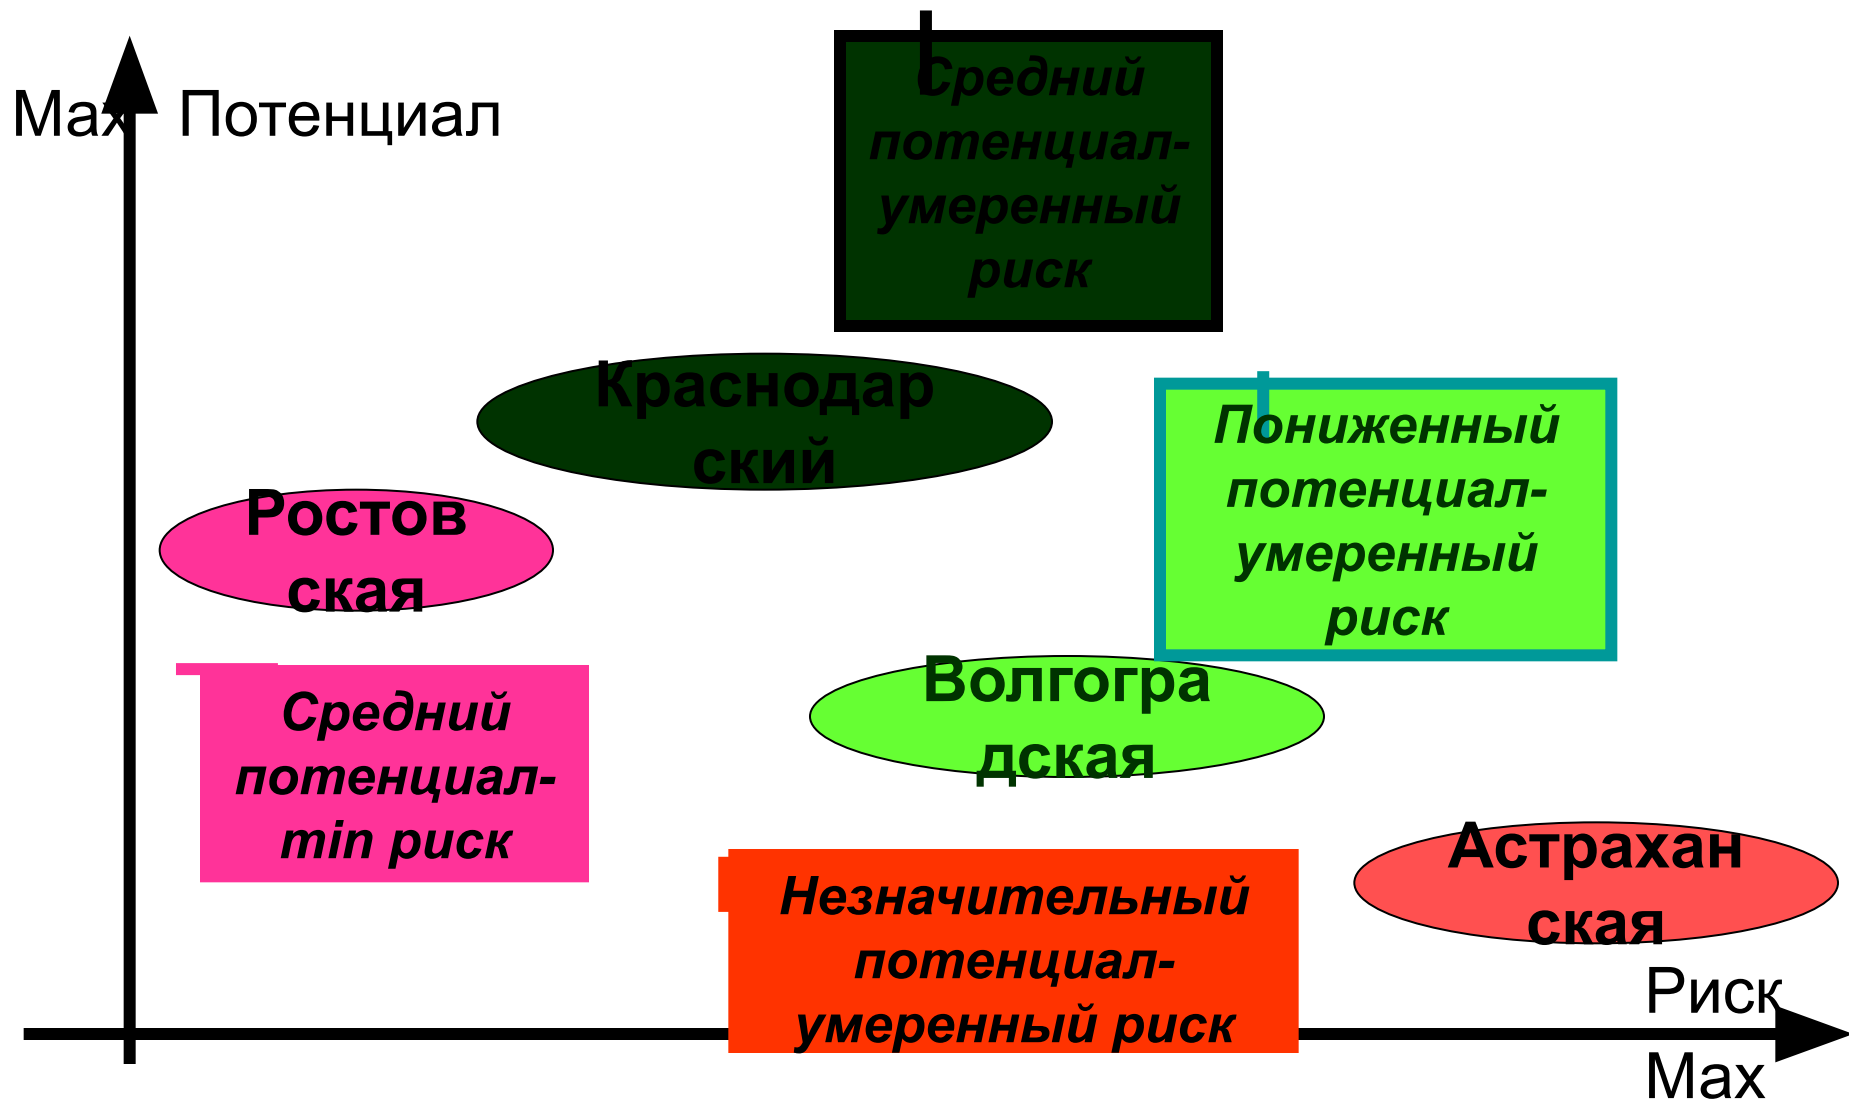 Max Потенциал
Средний
потенциал-
умеренный
риск
Краснодар
ский
Пониженный
потенциал-
умеренный
риск
Ростов
ская
Средний
потенциал-
min риск
Волгогра
дская
Незначительный
потенциал-
умеренный риск
Астрахан
ская
Риск
Max